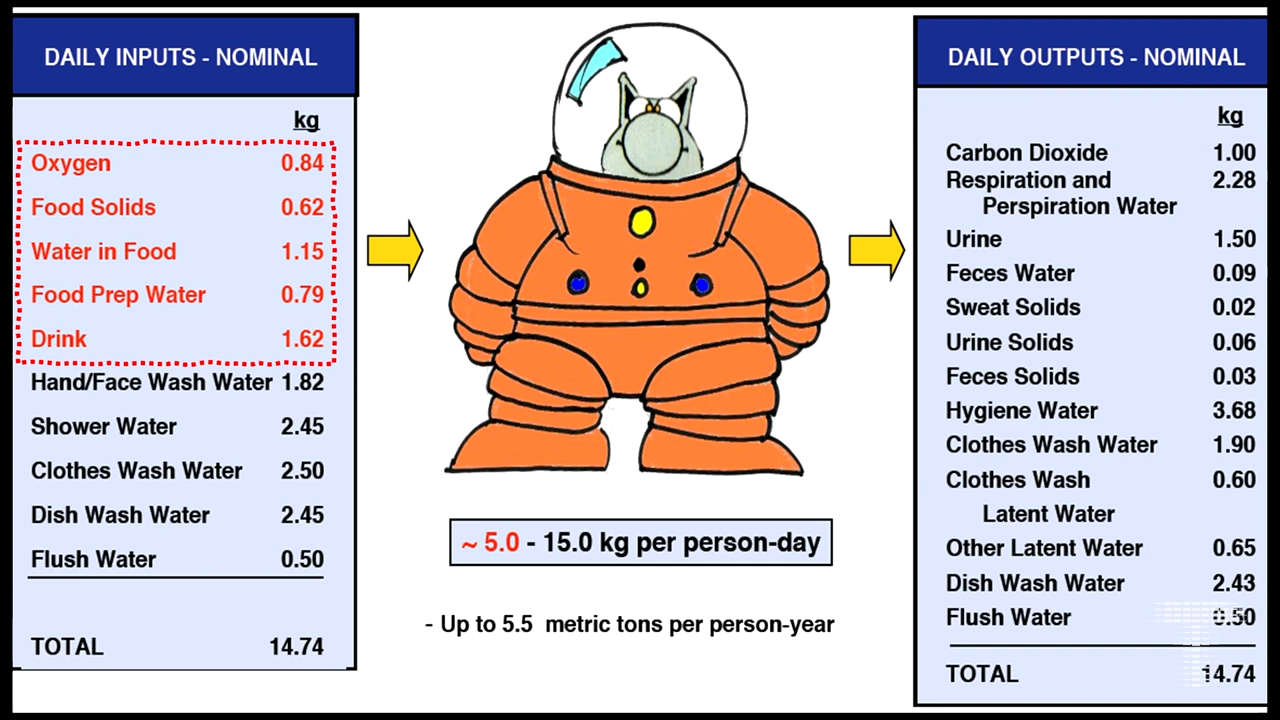 DAILY INPUTS - NOMINAL
kg
Oxygen 0.84
Food Solids 0.62
Water in Food 1.15
Food Prep Water 0.79
Drink 1.62
Hand/Face Wash Water 1.82
Shower Water 2.45
Clothes Wash Water 2.50
Dish Wash Water 2.45
Flush Water 0.50
TOTAL 14.74
~ 5.0 - 15.0 kg per person-day
- Up to 5.5 metric tons per person-year
DAILY OUTPUTS - NOMINAL
kg
Carbon Dioxide 1.00
Respiration and 2.28
Perspiration Water
Urine 1.50
Feces Water 0.09
Sweat Solids 0.02
Urine Solids 0.06
Feces Solids 0.03
Hygiene Water 3.68
Clothes Wash Water 1.90
Clothes Wash 0.60
Latent Water
Other Latent Water 0.65
Dish Wash Water 2.43
Flush Water 0.50
TOTAL 14.74